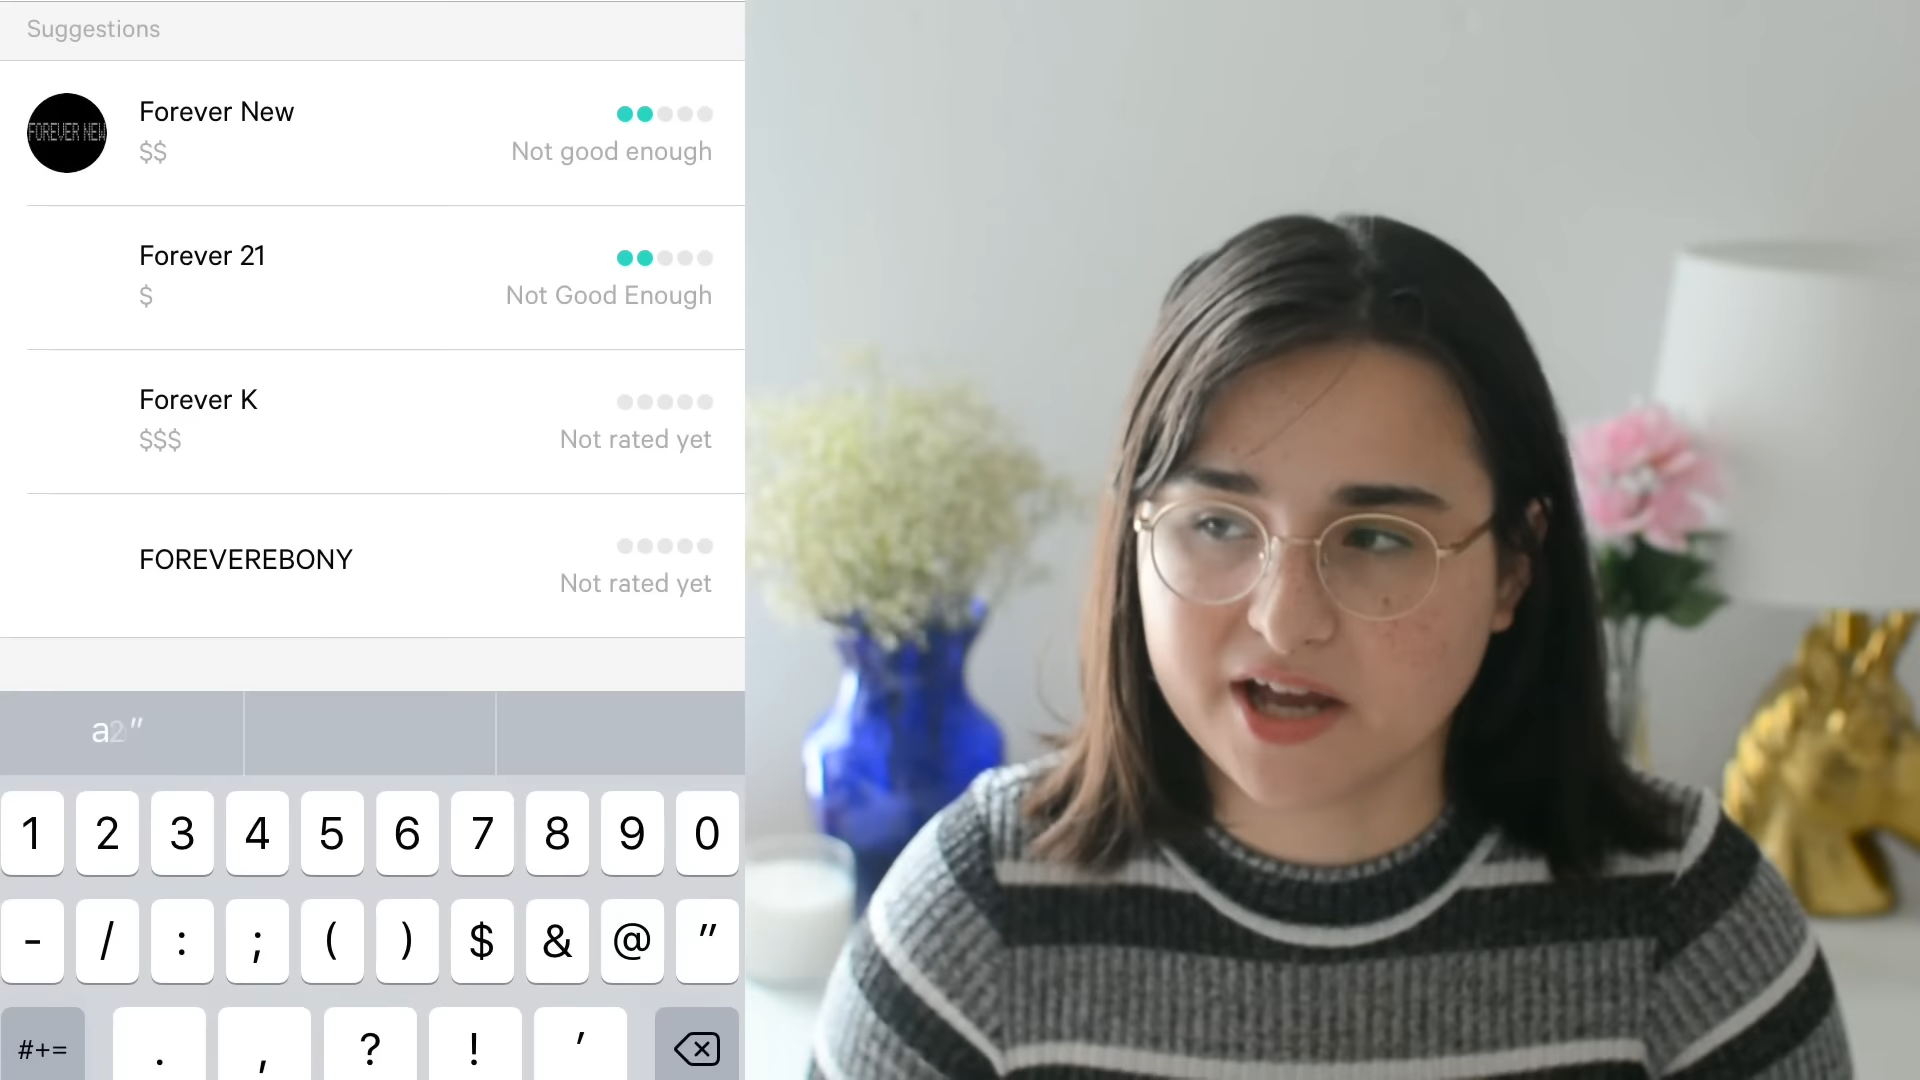 Suggestions
FOREVER NEW
Forever New
$$
Not good enough
Forever 21
$
Not Good Enough
Forever K
$$$
Not rated yet
FOREVEREBONY
Not rated yet
1 2 3 4 5 6 7 8 9 0
- / : ; ( ) $ & @ "
#+= . , ? ! '